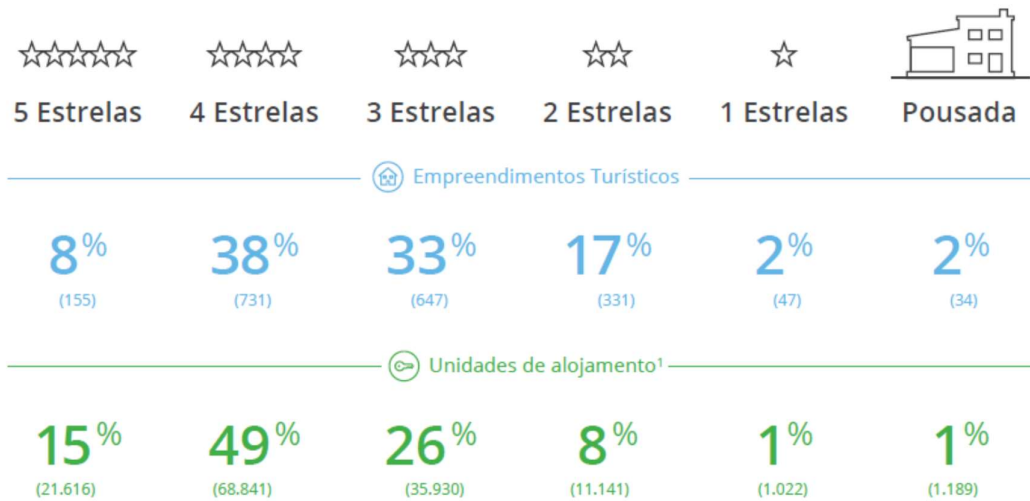 5 Estrelas 4 Estrelas 3 Estrelas 2 Estrelas 1 Estrelas Pousada
Empreendimentos Turísticos
8% 38% 33% 17% 2% 2%
(155) (731) (647) (331) (47) (34)
Unidades de alojamento¹
15% 49% 26% 8% 1% 1%
(21.616) (68.841) (35.930) (11.141) (1.022) (1.189)